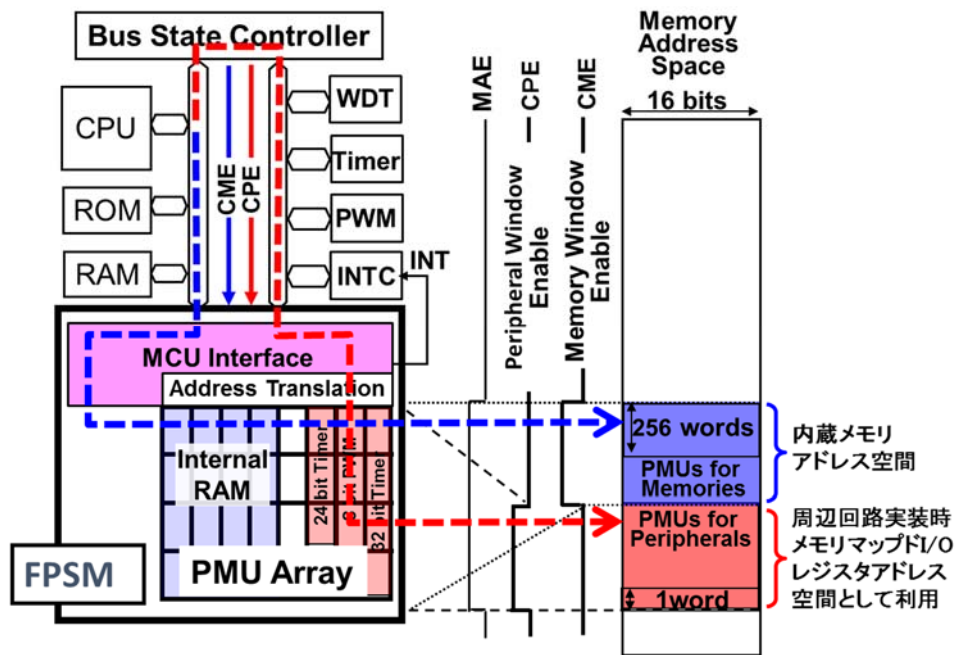 Bus State Controller
CPU
ROM
RAM
CME
CPE
WDT
Timer
PWM
INTC
INT
MCU Interface
Address Translation
Internal
RAM
24bit Timer
PWM
32 bit Timer
PMU Array
FPSM
MAE
CPE
Peripheral Window
Enable
CME
Memory Window
Enable
Memory
Address
Space
16 bits
256 words
PMUs for
Memories
PMUs for
Peripherals
1word
内蔵メモリ
アドレス空間
周辺回路実装時
メモリマップドI/O
レジスタアドレス
空間として利用